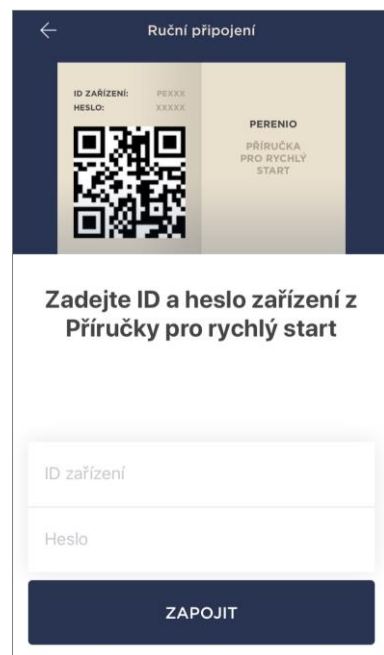 Ruční připojení
ID ZAŘÍZENÍ: PEXXX
HESLO: XXXXX
PERENIO
PŘÍRUČKA
PRO RYCHLÝ
START
Zadejte ID a heslo zařízení z
Příručky pro rychlý start
ID zařízení
Heslo
ZAPOJIT